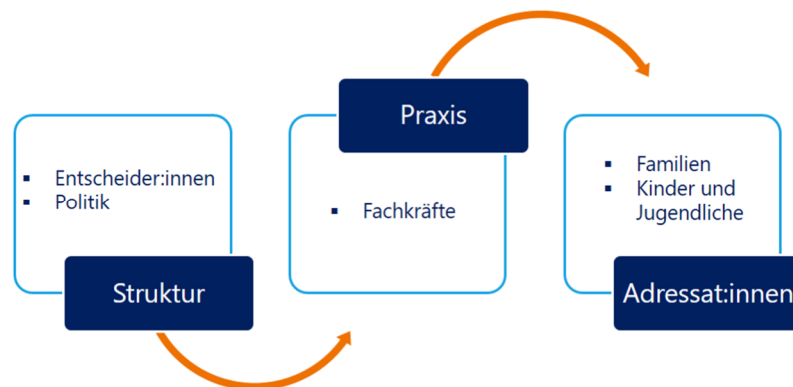 Entscheider:innen
Politik
Struktur
Praxis
Fachkräfte
Familien
Kinder und
Jugendliche
Adressat:innen